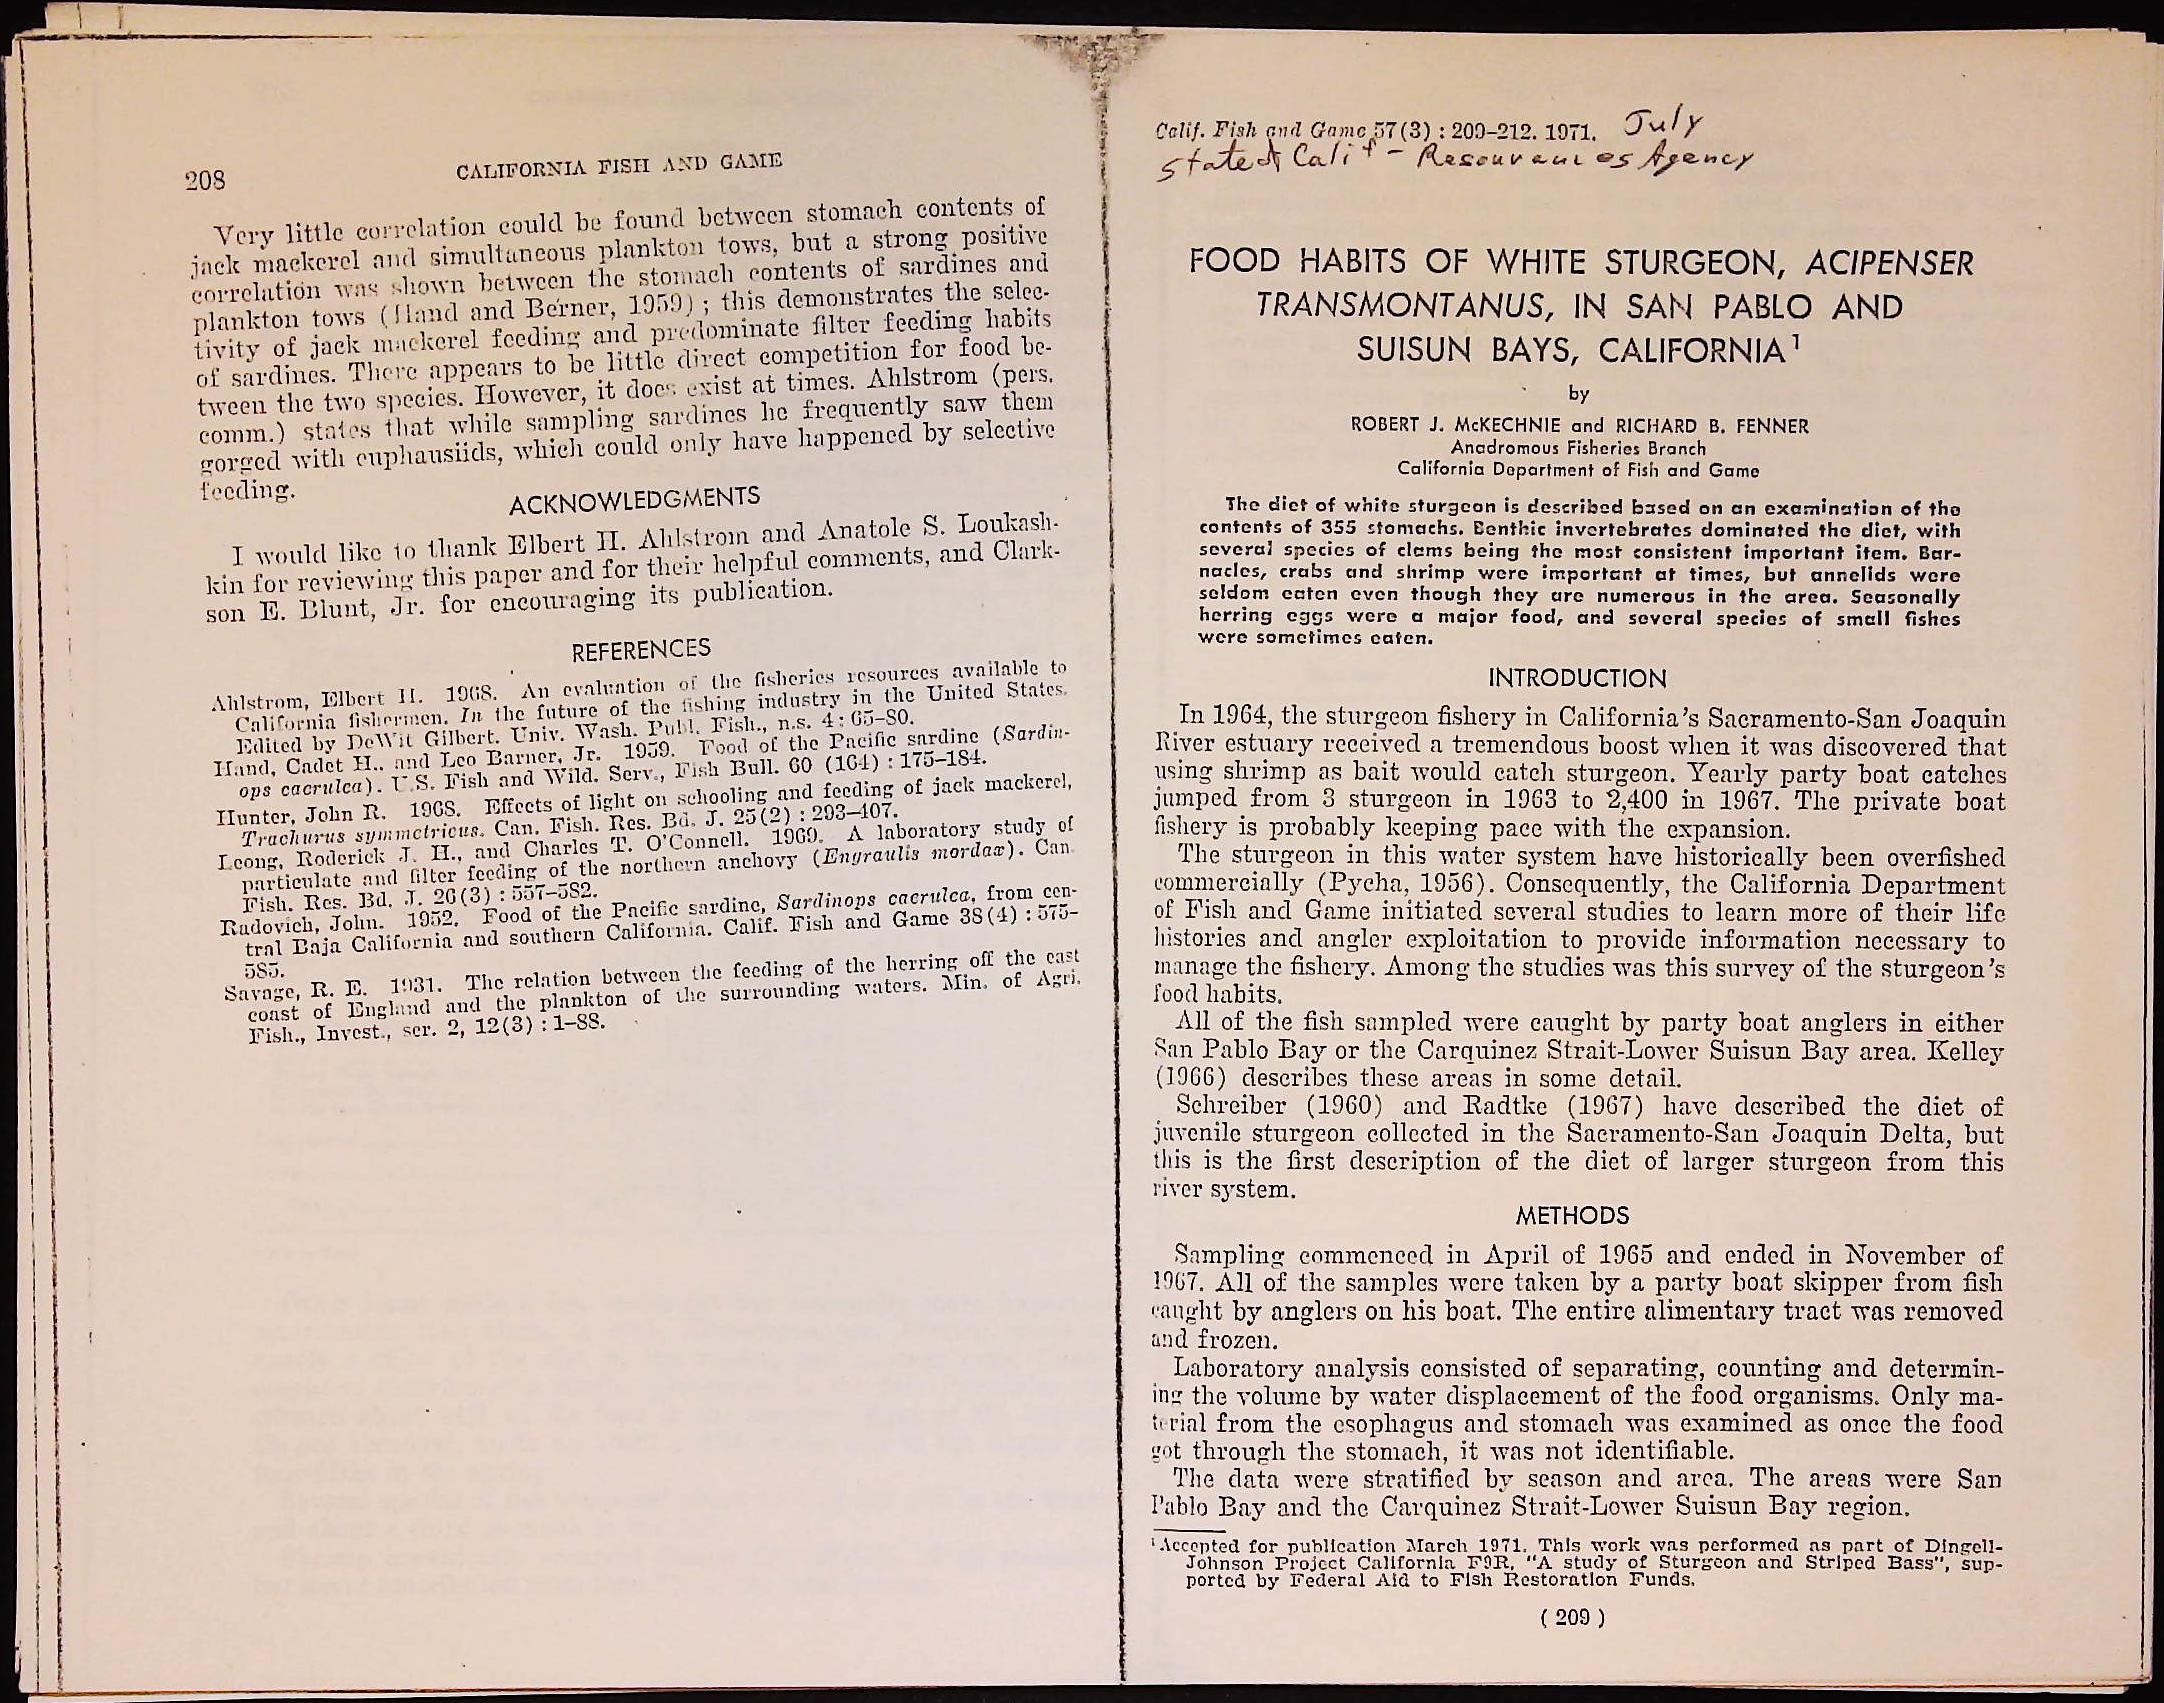 208
CALIFORNIA FISH AND GAME
Very little correlation could be found between stomach contents of
jack mackerel and simultaneous plankton tows, but a strong positive
correlation was shown between the stomach contents of sardines and
plankton tows (Hand and Berner, 1959) ; this demonstrates the selec-
tivity of jack mackerel feeding and predominate filter feeding habits
of sardines. There appears to be little direct competition for food be-
tween the two species. However, it does exist at times. Ahlstrom (pers.
comm.) states that while sampling sardines he frequently saw them
gorged with euphausiids, which could only have happened by selective
feeding.
ACKNOWLEDGMENTS
I would like to thank Elbert H. Ahlstrom and Anatole S. Loukash-
kin for reviewing this paper and for their helpful comments, and Clark-
son E. Blunt, Jr. for encouraging its publication.
REFERENCES
Ahlstrom, Elbert H. 1968. An evaluation of the fisheries resources available to
California fishermen. In the future of the fishing industry in the United States.
Edited by DeWit Gilbert. Univ. Wash. Publ. Fish., n.s. 4: 65-80.
Hand, Cadet H., and Leo Barner, Jr. 1959. Food of the Pacific sardine (Sardin-
ops caerulea). U.S. Fish and Wild. Serv., Fish Bull. 60 (164) : 175-184.
Hunter, John R. 1968. Effects of light on schooling and feeding of jack mackerel,
Trachurus symmetricus. Can. Fish. Res. Bd. J. 25(2) : 293-407.
Leong, Roderick J. H., and Charles T. O'Connell. 1969. A laboratory study of
particulate and filter feeding of the northern anchovy (Engraulis mordax). Can.
Fish. Res. Bd. J. 26(3) : 557-582.
Radovich, John. 1952. Food of the Pacific sardine, Sardinops caerulea, from cen-
tral Baja California and southern California. Calif. Fish and Game 38(4) : 575-
585.
Savage, R. E. 1931. The relation between the feeding of the herring off the east
coast of England and the plankton of the surrounding waters. Min. of Agri.
Fish., Invest., ser. 2, 12(3) : 1-88.
Calif. Fish and Game 57(3) : 209-212. 1971. July
State of Calif - Resources Agency
FOOD HABITS OF WHITE STURGEON, ACIPENSER
TRANSMONTANUS, IN SAN PABLO AND
SUISUN BAYS, CALIFORNIA¹
by
ROBERT J. McKECHNIE and RICHARD B. FENNER
Anadromous Fisheries Branch
California Department of Fish and Game
The diet of white sturgeon is described based on an examination of the
contents of 355 stomachs. Benthic invertebrates dominated the diet, with
several species of clams being the most consistent important item. Bar-
nacles, crabs and shrimp were important at times, but annelids were
seldom eaten even though they are numerous in the area. Seasonally
herring eggs were a major food, and several species of small fishes
were sometimes eaten.
INTRODUCTION
In 1964, the sturgeon fishery in California's Sacramento-San Joaquin
River estuary received a tremendous boost when it was discovered that
using shrimp as bait would catch sturgeon. Yearly party boat catches
jumped from 3 sturgeon in 1963 to 2,400 in 1967. The private boat
fishery is probably keeping pace with the expansion.
The sturgeon in this water system have historically been overfished
commercially (Pycha, 1956). Consequently, the California Department
of Fish and Game initiated several studies to learn more of their life
histories and angler exploitation to provide information necessary to
manage the fishery. Among the studies was this survey of the sturgeon's
food habits.
All of the fish sampled were caught by party boat anglers in either
San Pablo Bay or the Carquinez Strait-Lower Suisun Bay area. Kelley
(1966) describes these areas in some detail.
Schreiber (1960) and Radtke (1967) have described the diet of
juvenile sturgeon collected in the Sacramento-San Joaquin Delta, but
this is the first description of the diet of larger sturgeon from this
river system.
METHODS
Sampling commenced in April of 1965 and ended in November of
1967. All of the samples were taken by a party boat skipper from fish
caught by anglers on his boat. The entire alimentary tract was removed
and frozen.
Laboratory analysis consisted of separating, counting and determin-
ing the volume by water displacement of the food organisms. Only ma-
terial from the esophagus and stomach was examined as once the food
got through the stomach, it was not identifiable.
The data were stratified by season and area. The areas were San
Pablo Bay and the Carquinez Strait-Lower Suisun Bay region.
¹ Accepted for publication March 1971. This work was performed as part of Dingell-
Johnson Project California F9R, "A study of Sturgeon and Striped Bass", sup-
ported by Federal Aid to Fish Restoration Funds.
( 209 )